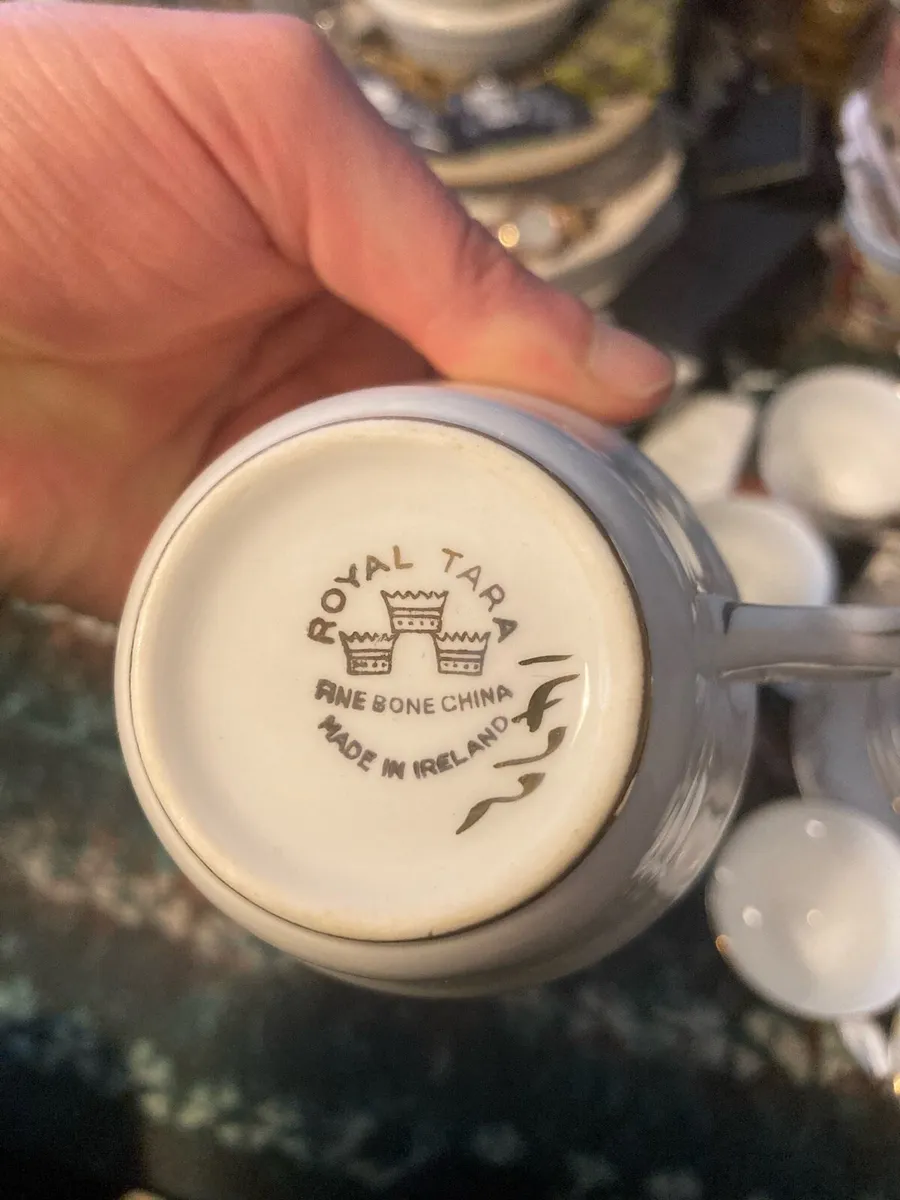 ROYAL TARA
FINE BONE CHINA
MADE IN IRELAND